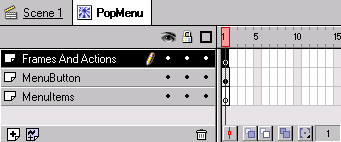 Scene 1 PopMenu
1 5 10 15
Frames And Actions
MenuButton
MenuItems
1